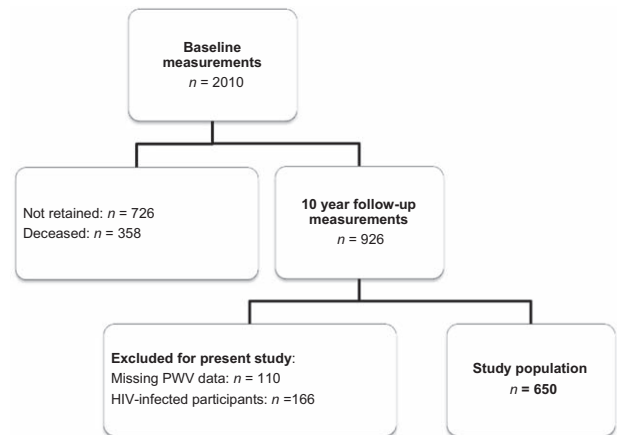 Baseline
measurements
n = 2010
Not retained: n = 726
Deceased: n = 358
10 year follow-up
measurements
n = 926
Excluded for present study:
Missing PWV data: n = 110
HIV-infected participants: n =166
Study population
n = 650